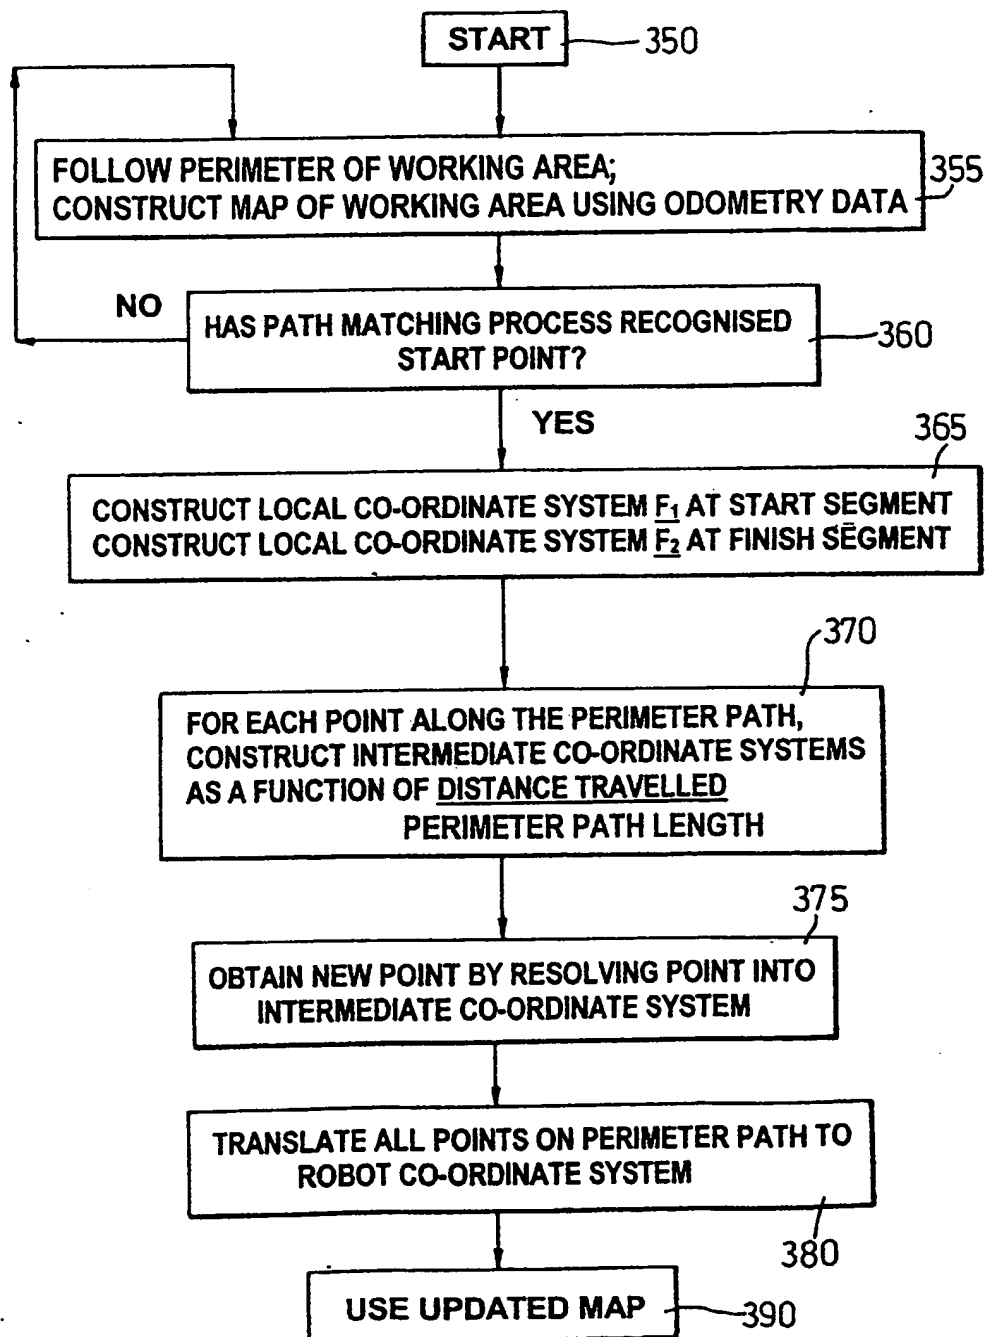 START
350
FOLLOW PERIMETER OF WORKING AREA;
CONSTRUCT MAP OF WORKING AREA USING ODOMETRY DATA
355
NO
HAS PATH MATCHING PROCESS RECOGNISED
START POINT?
360
YES
365
CONSTRUCT LOCAL CO-ORDINATE SYSTEM F1 AT START SEGMENT
CONSTRUCT LOCAL CO-ORDINATE SYSTEM F2 AT FINISH SEGMENT
370
FOR EACH POINT ALONG THE PERIMETER PATH,
CONSTRUCT INTERMEDIATE CO-ORDINATE SYSTEMS
AS A FUNCTION OF DISTANCE TRAVELLED
PERIMETER PATH LENGTH
375
OBTAIN NEW POINT BY RESOLVING POINT INTO
INTERMEDIATE CO-ORDINATE SYSTEM
TRANSLATE ALL POINTS ON PERIMETER PATH TO
ROBOT CO-ORDINATE SYSTEM
380
USE UPDATED MAP
390